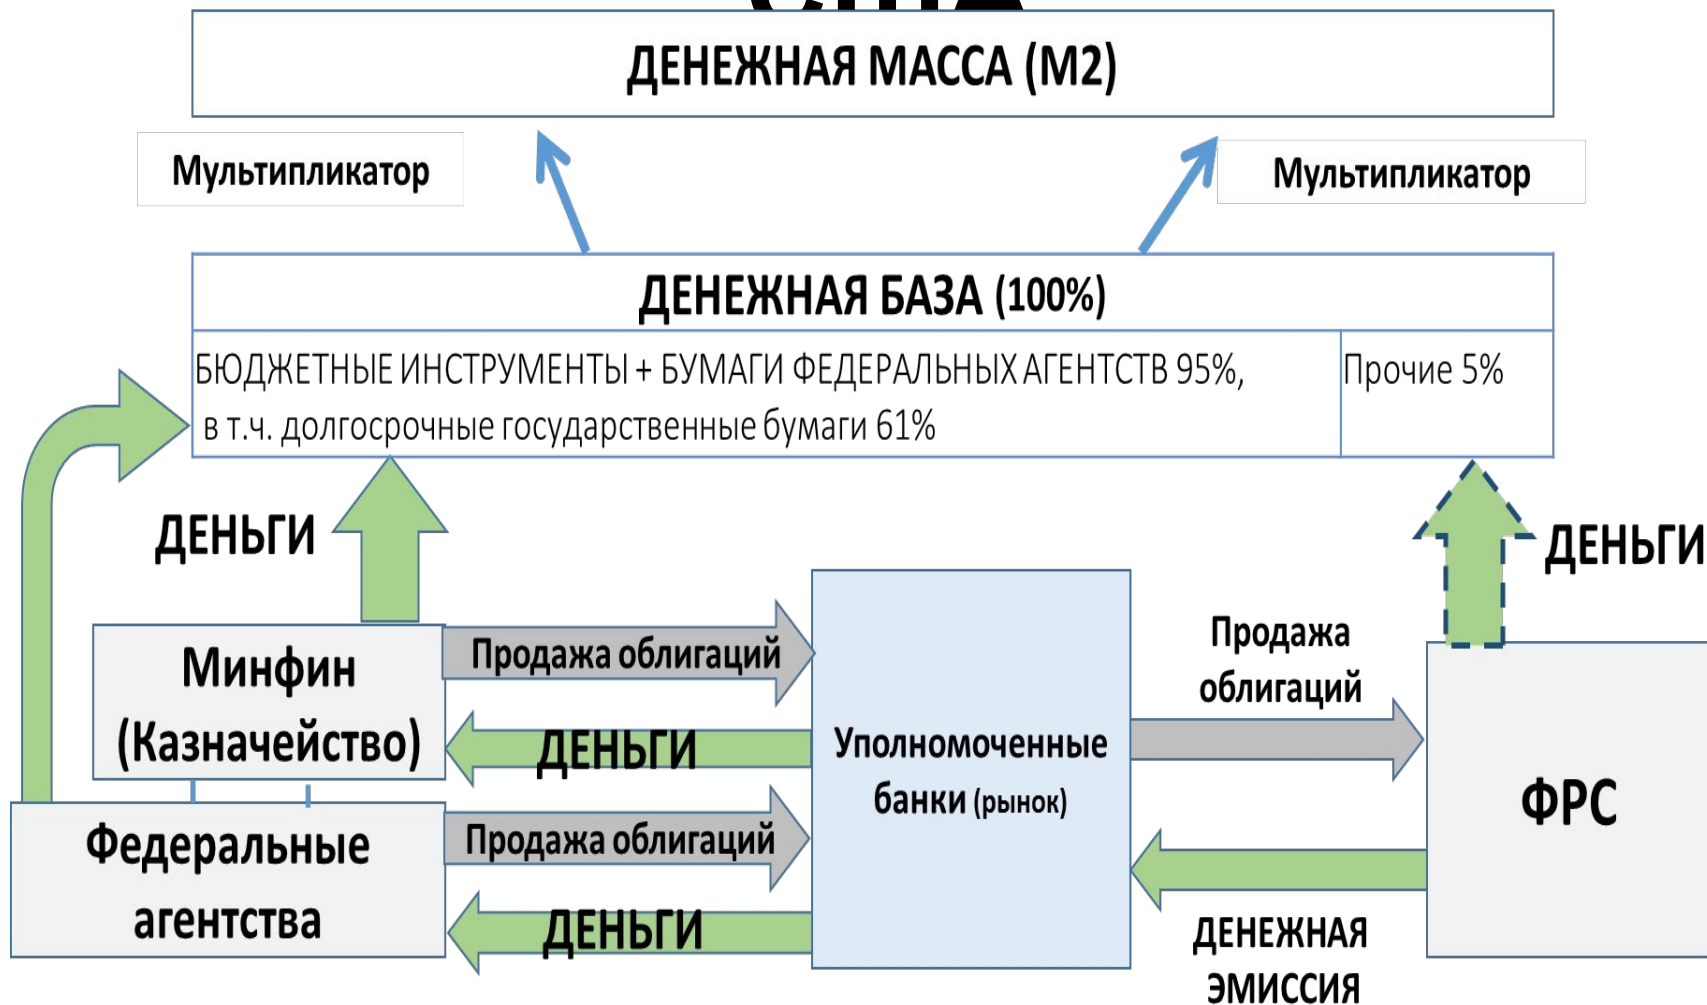 США
ДЕНЕЖНАЯ МАССА (М2)
Мультипликатор
Мультипликатор
ДЕНЕЖНАЯ БАЗА (100%)
БЮДЖЕТНЫЕ ИНСТРУМЕНТЫ + БУМАГИ ФЕДЕРАЛЬНЫХ АГЕНТСТВ 95%,
в т.ч. долгосрочные государственные бумаги 61%
Прочие 5%
ДЕНЬГИ
ДЕНЬГИ
Минфин
(Казначейство)
Продажа облигаций
ДЕНЬГИ
Федеральные
агентства
Продажа облигаций
ДЕНЬГИ
Уполномоченные
банки (рынок)
Продажа
облигаций
ДЕНЕЖНАЯ
ЭМИССИЯ
ФРС